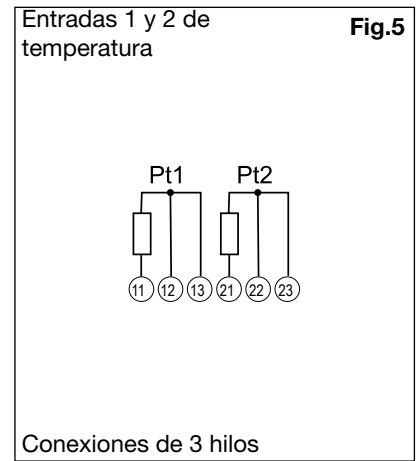 Entradas 1 y 2 de
temperatura
Fig.5
Pt1 Pt2
11 12 13 21 22 23
Conexiones de 3 hilos